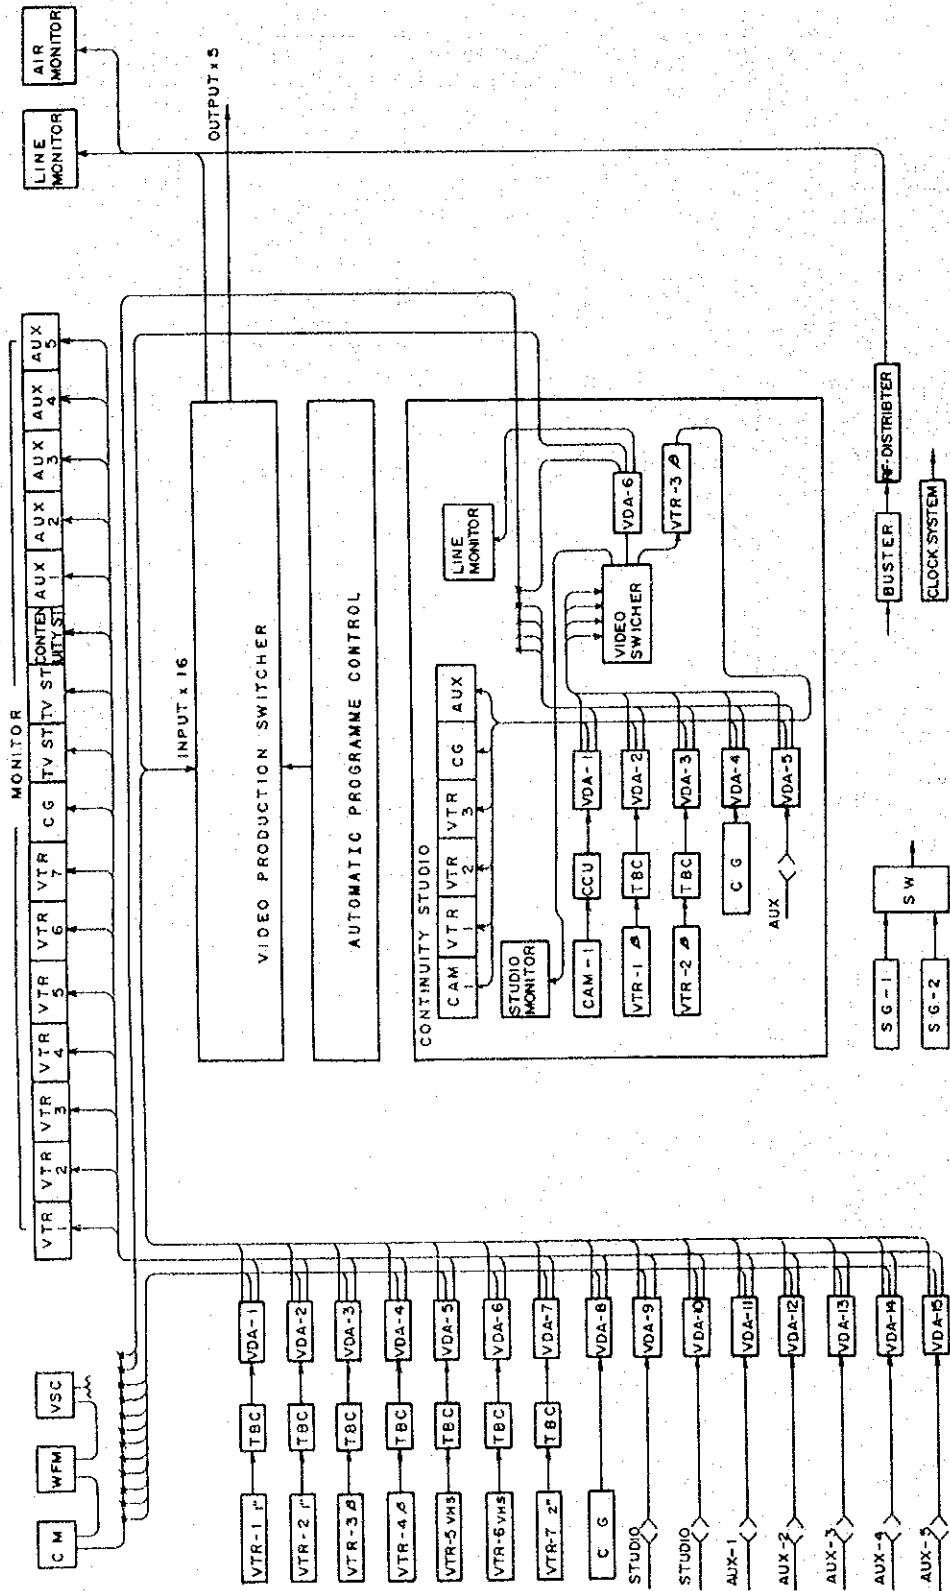 MONITOR
VTR 1
VTR 2
VTR 3
VTR 4
VTR 5
VTR 6
VTR 7
C G
TV ST
TV ST
CONTEN
UITY ST
AUX 1
AUX 2
AUX 3
AUX 4
AUX 5
LINE
MONITOR
AIR
MONITOR
C M
WFM
VSC
INPUT x 16
OUTPUT x 5
VIDEO PRODUCTION SWITCHER
AUTOMATIC PROGRAMME CONTROL
VTR-1 1"
TBC
VDA-1
VTR-2 1"
TBC
VDA-2
VTR-3 β
TBC
VDA-3
VTR-4 β
TBC
VDA-4
VTR-5 VHS
TBC
VDA-5
VTR-6 VHS
TBC
VDA-6
VTR-7 2"
TBC
VDA-7
C G
VDA-8
STUDIO
VDA-9
STUDIO
VDA-10
AUX-1
VDA-11
AUX-2
VDA-12
AUX-3
VDA-13
AUX-4
VDA-14
AUX-5
VDA-15
CONTINUITY STUDIO
CAM 1
VTR 1
VTR 2
VTR 3
CG
AUX
LINE
MONITOR
STUDIO
MONITOR
CAM-1
CCU
VDA-1
VTR-1 β
TBC
VDA-2
VTR-2 β
TBC
VDA-3
C G
VDA-4
AUX
VDA-5
VIDEO
SWICHER
VDA-6
VTR-3 β
SG-1
SG-2
SW
BUSTER
RF-DISTRIBTER
CLOCK SYSTEM